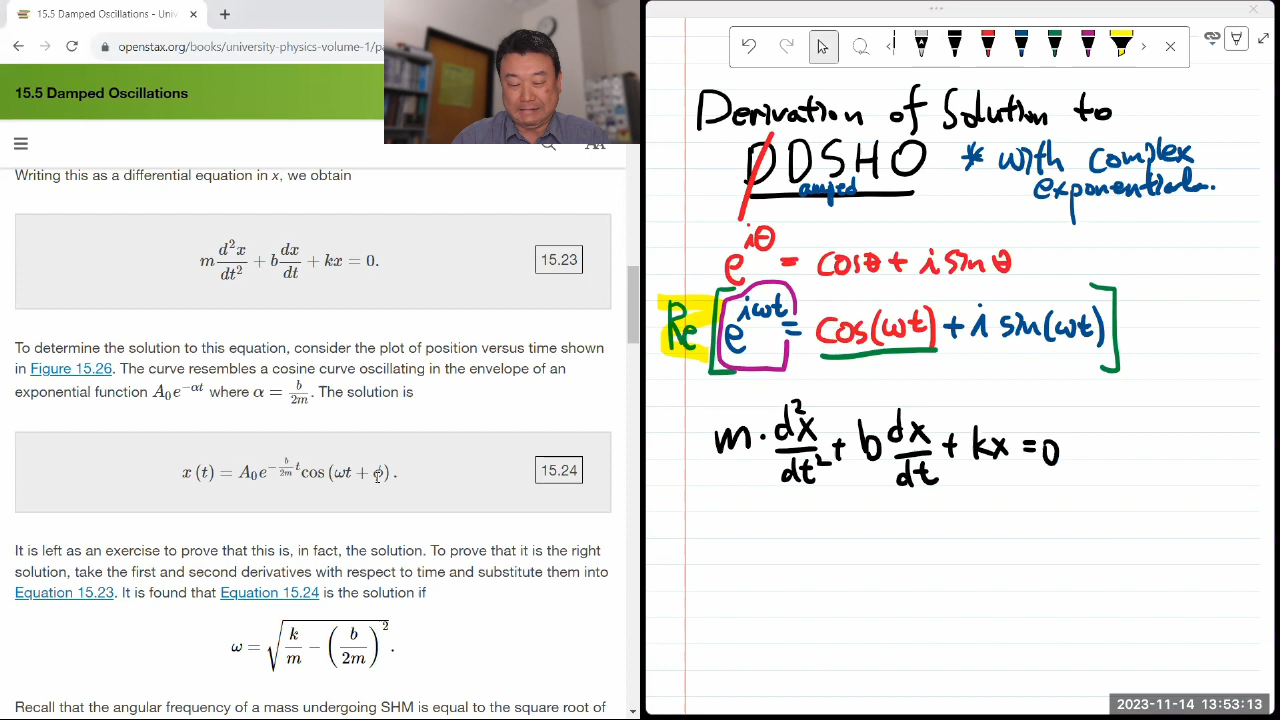 15.5 Damped Oscillations - Univ
openstax.org/books/university-physics-volume-1/pa
15.5 Damped Oscillations
AA
Writing this as a differential equation in x, we obtain
m d²x/dt² + b dx/dt + kx = 0.
15.23
To determine the solution to this equation, consider the plot of position versus time shown
in Figure 15.26. The curve resembles a cosine curve oscillating in the envelope of an
exponential function A₀e^{-αt} where α = b/2m. The solution is
x (t) = A₀e^{-\frac{b}{2m}t} cos (ωt + ϕ) .
15.24
It is left as an exercise to prove that this is, in fact, the solution. To prove that it is the right
solution, take the first and second derivatives with respect to time and substitute them into
Equation 15.23. It is found that Equation 15.24 is the solution if
ω = √(k/m − (b/2m)²).
Recall that the angular frequency of a mass undergoing SHM is equal to the square root of
Derivation of Solution to
DDSHO * with complex
amped exponential.
e^{iθ} = cosθ + i sin θ
Re [e^{iωt} = cos(ωt) + i sin(ωt)]
m · d²x/dt² + b dx/dt + kx = 0
2023-11-14 13:53:13